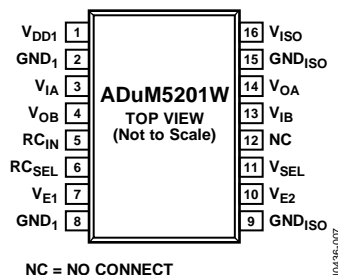 VDD1 1 16 VISO
GND1 2 15 GNDISO
VIA 3 14 VOA
VOB 4 13 VIB
RCIN 5 12 NC
RCSEL 6 11 VSEL
VE1 7 10 VE2
GND1 8 9 GNDISO
ADuM5201W
TOP VIEW
(Not to Scale)
NC = NO CONNECT